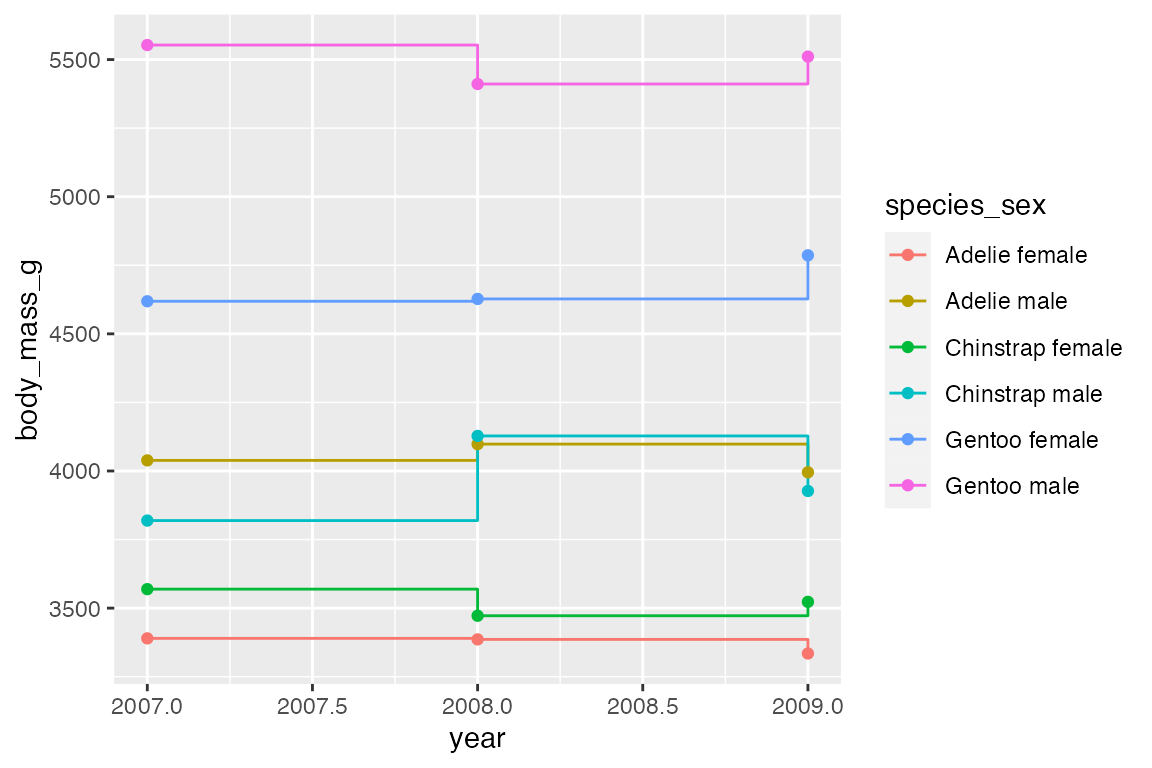 5500
5000
4500
4000
3500
body_mass_g
2007.0
2007.5
2008.0
2008.5
2009.0
year
species_sex
Adelie female
Adelie male
Chinstrap female
Chinstrap male
Gentoo female
Gentoo male